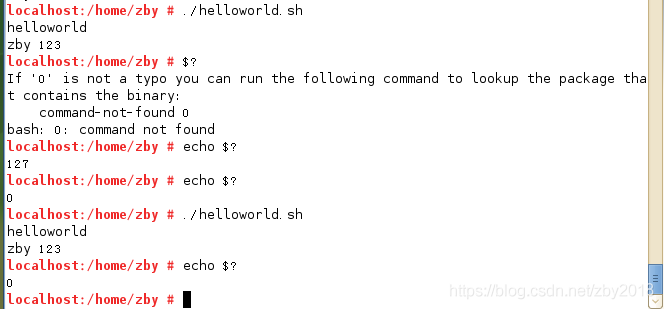 localhost:/home/zby # ./helloworld.sh
helloworld
zby 123
localhost:/home/zby # $?
If '0' is not a typo you can run the following command to lookup the package tha
t contains the binary:
    command-not-found 0
bash: 0: command not found
localhost:/home/zby # echo $?
127
localhost:/home/zby # echo $?
0
localhost:/home/zby # ./helloworld.sh
helloworld
zby 123
localhost:/home/zby # echo $?
0
localhost:/home/zby #
https://blog.csdn.net/zby2018